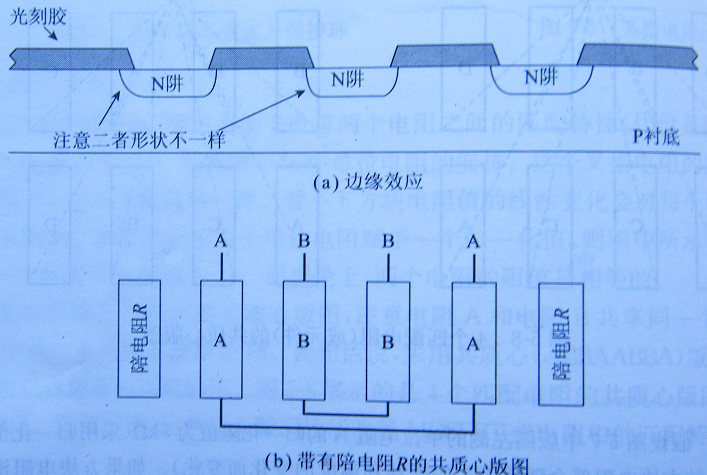 光刻胶
N阱 N阱 N阱
注意二者形状不一样
P衬底
(a) 边缘效应
A B B A
陪电阻R A B B A 陪电阻R
(b) 带有陪电阻R的共质心版图